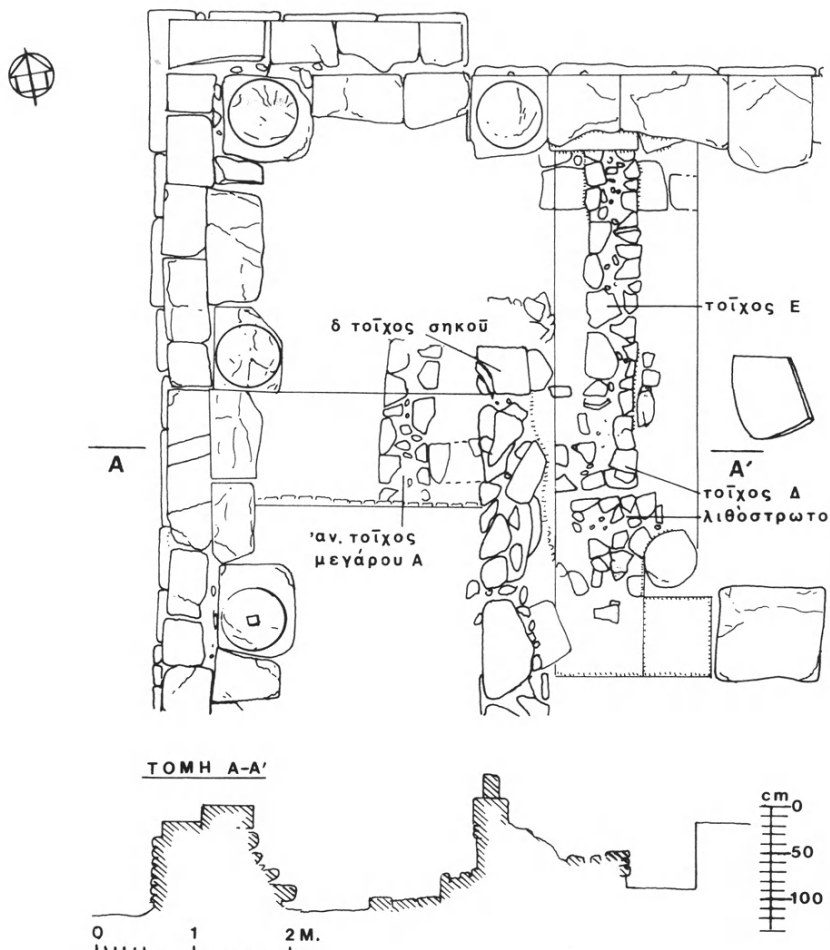 δ τοῖχος σηκοῦ
τοῖχος Ε
Α
Α'
τοῖχος Δ
λιθόστρωτο
'αν. τοῖχος
μεγάρου Α
ΤΟΜΗ Α-Α'
cm
0
50
100
0 1 2 Μ.